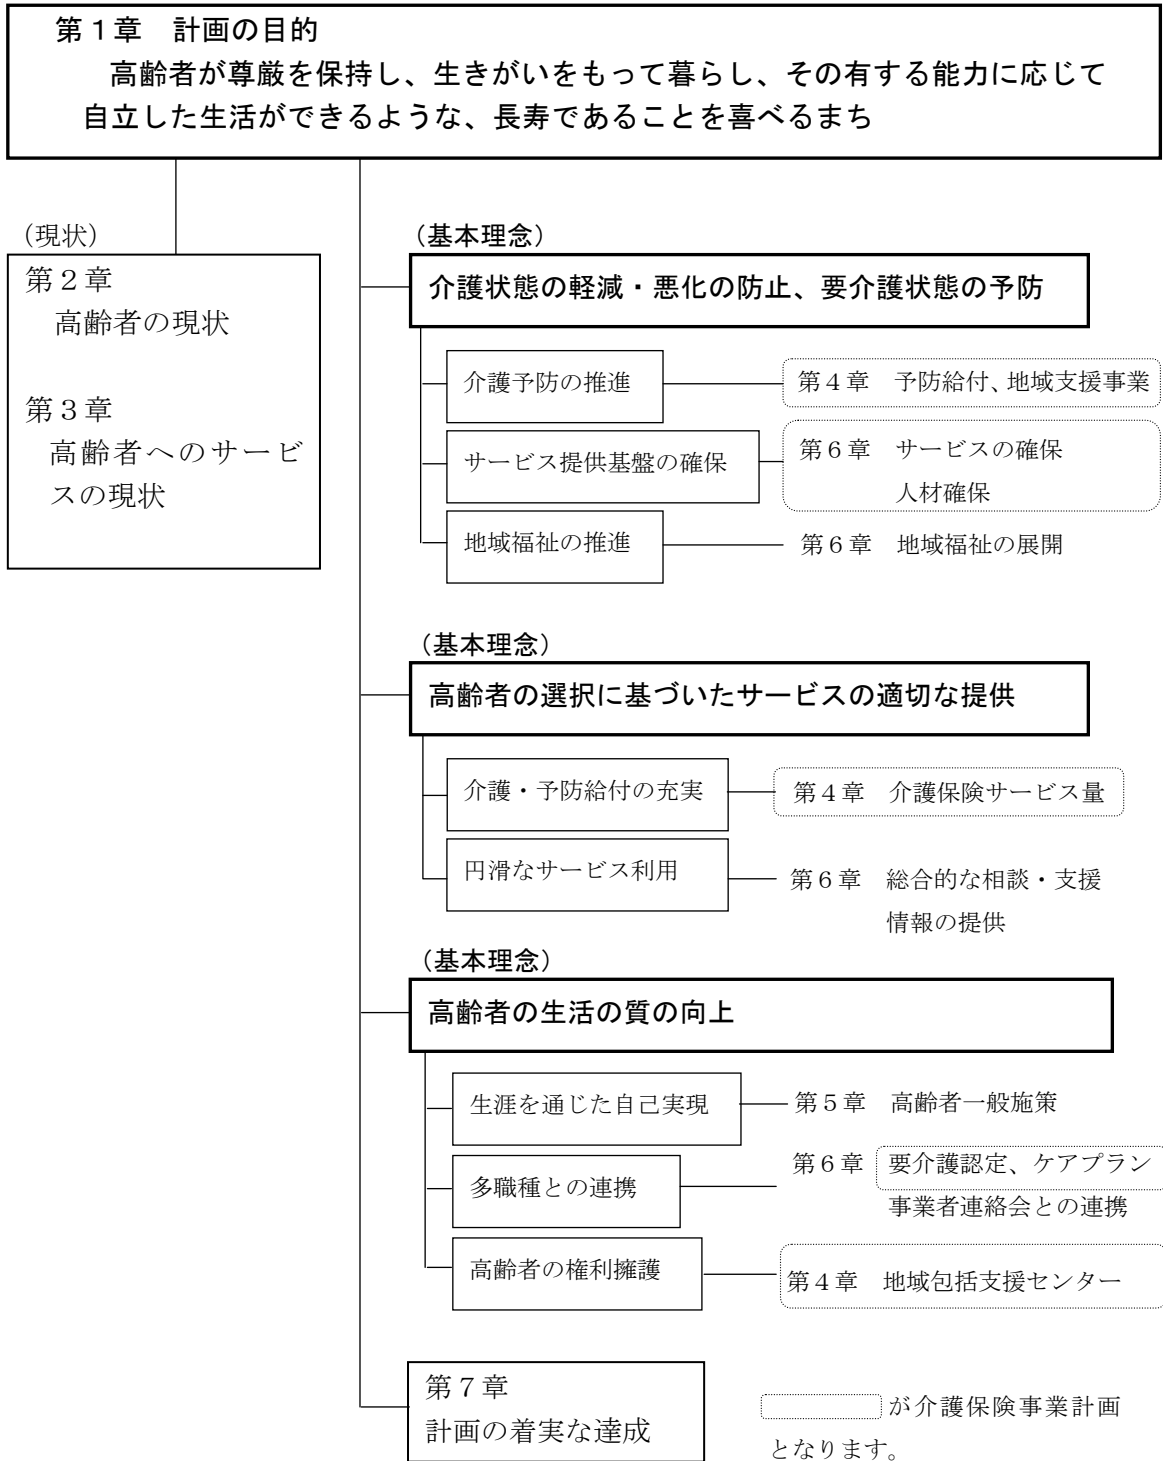 第１章　計画の目的
高齢者が尊厳を保持し、生きがいをもって暮らし、その有する能力に応じて
自立した生活ができるような、長寿であることを喜べるまち
（現状）
第２章
高齢者の現状
第３章
高齢者へのサービ
スの現状
（基本理念）
介護状態の軽減・悪化の防止、要介護状態の予防
介護予防の推進
第４章　予防給付、地域支援事業
サービス提供基盤の確保
第６章　サービスの確保
人材確保
地域福祉の推進
第６章　地域福祉の展開
（基本理念）
高齢者の選択に基づいたサービスの適切な提供
介護・予防給付の充実
第４章　介護保険サービス量
円滑なサービス利用
第６章　総合的な相談・支援
情報の提供
（基本理念）
高齢者の生活の質の向上
生涯を通じた自己実現
第５章　高齢者一般施策
多職種との連携
第６章　要介護認定、ケアプラン
事業者連絡会との連携
高齢者の権利擁護
第４章　地域包括支援センター
第７章
計画の着実な達成
が介護保険事業計画
となります。